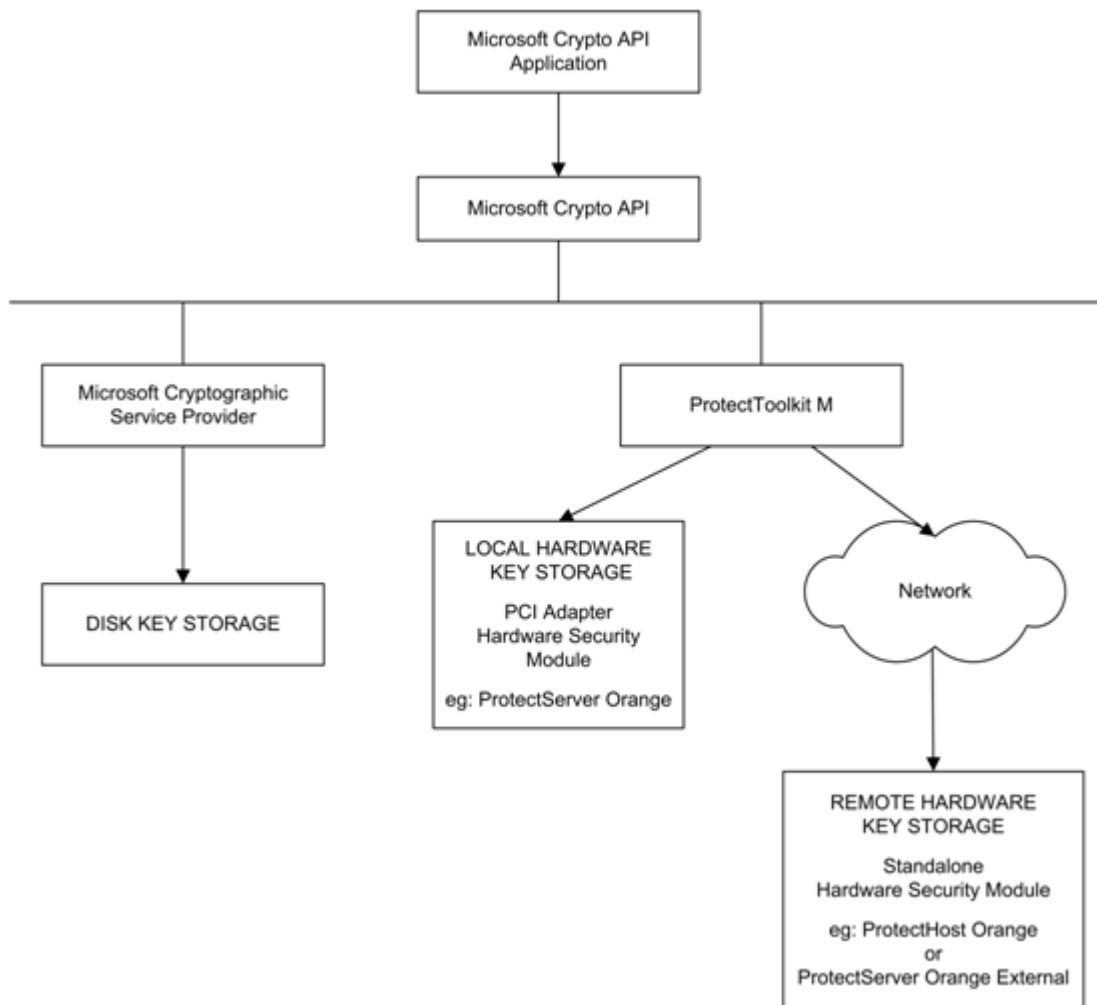 Microsoft Crypto API
Application
Microsoft Crypto API
Microsoft Cryptographic
Service Provider
ProtectToolkit M
DISK KEY STORAGE
LOCAL HARDWARE
KEY STORAGE
PCI Adapter
Hardware Security
Module
eg: ProtectServer Orange
Network
REMOTE HARDWARE
KEY STORAGE
Standalone
Hardware Security Module
eg: ProtectHost Orange
or
ProtectServer Orange External